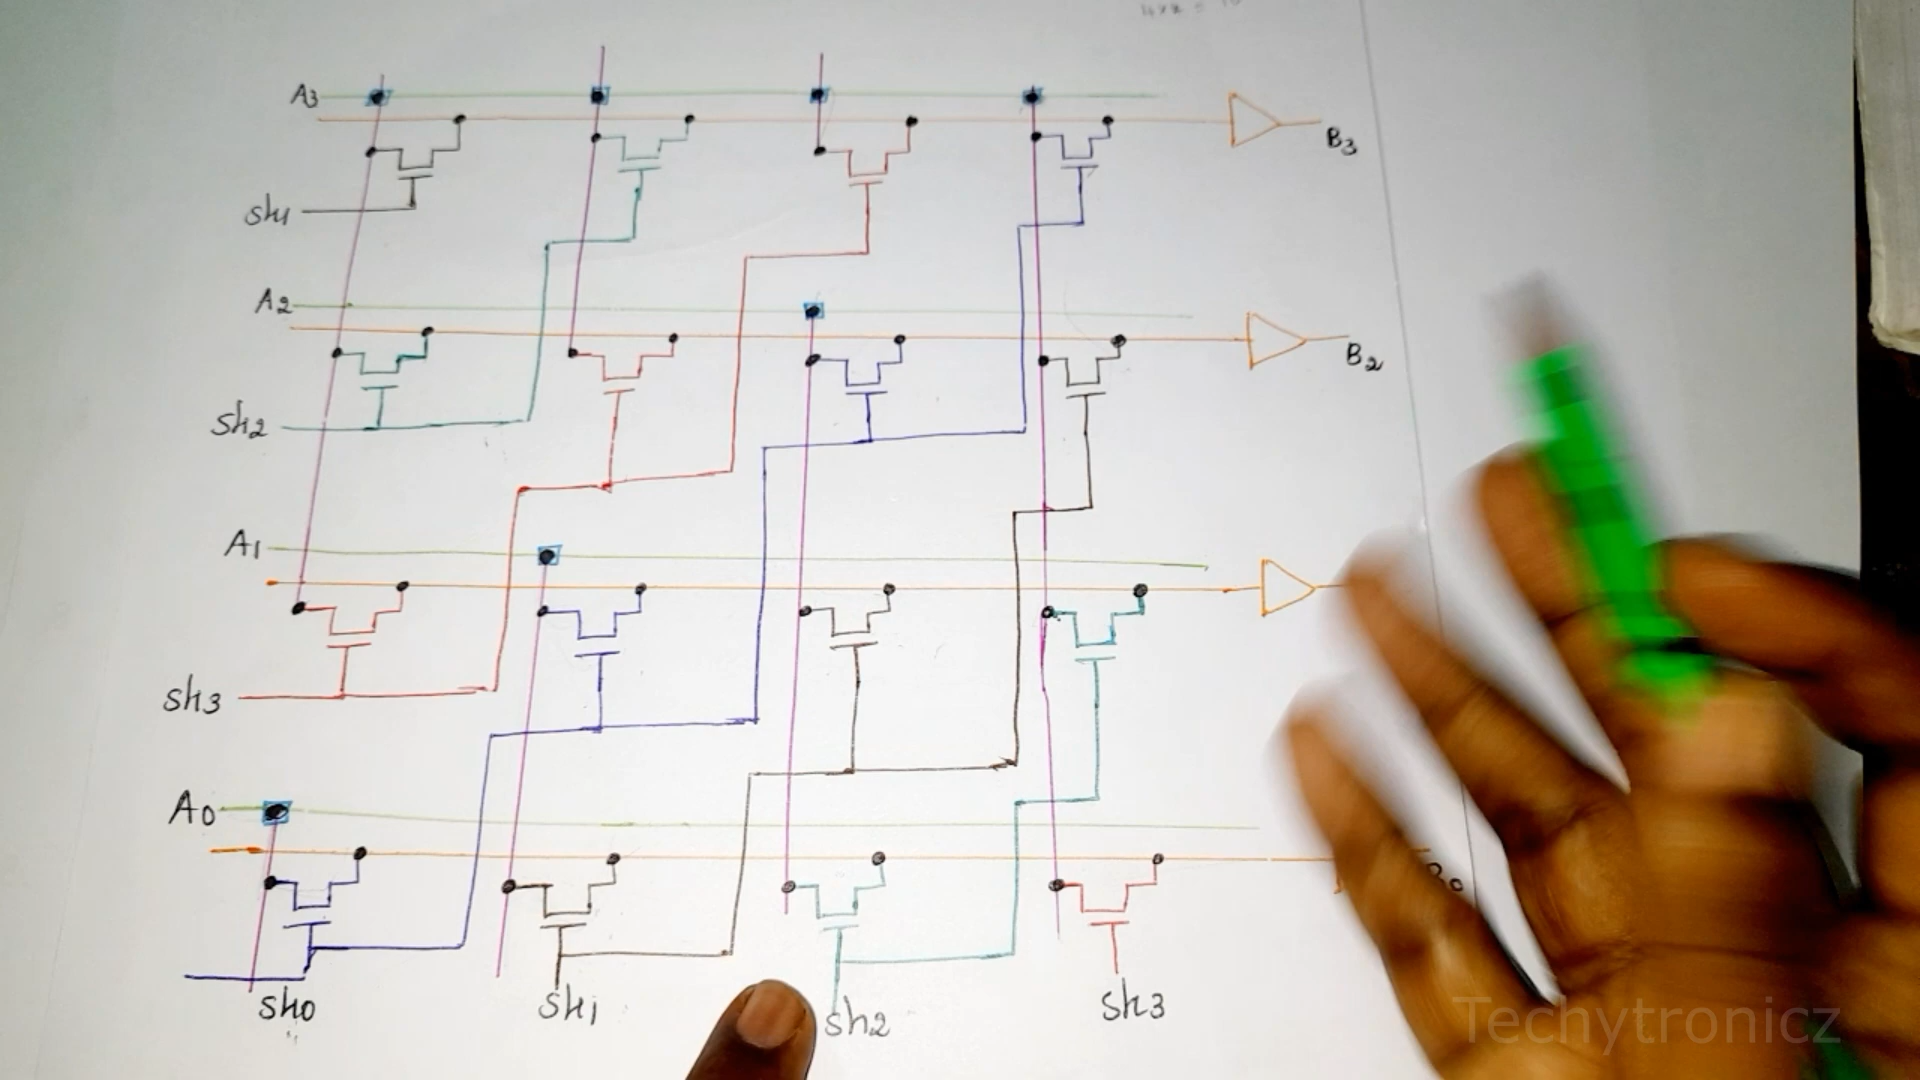 A3
B3
Sh1
A2
B2
Sh2
A1
Sh3
A0
Sh0
Sh1
Sh2
Sh3
Techytronicz